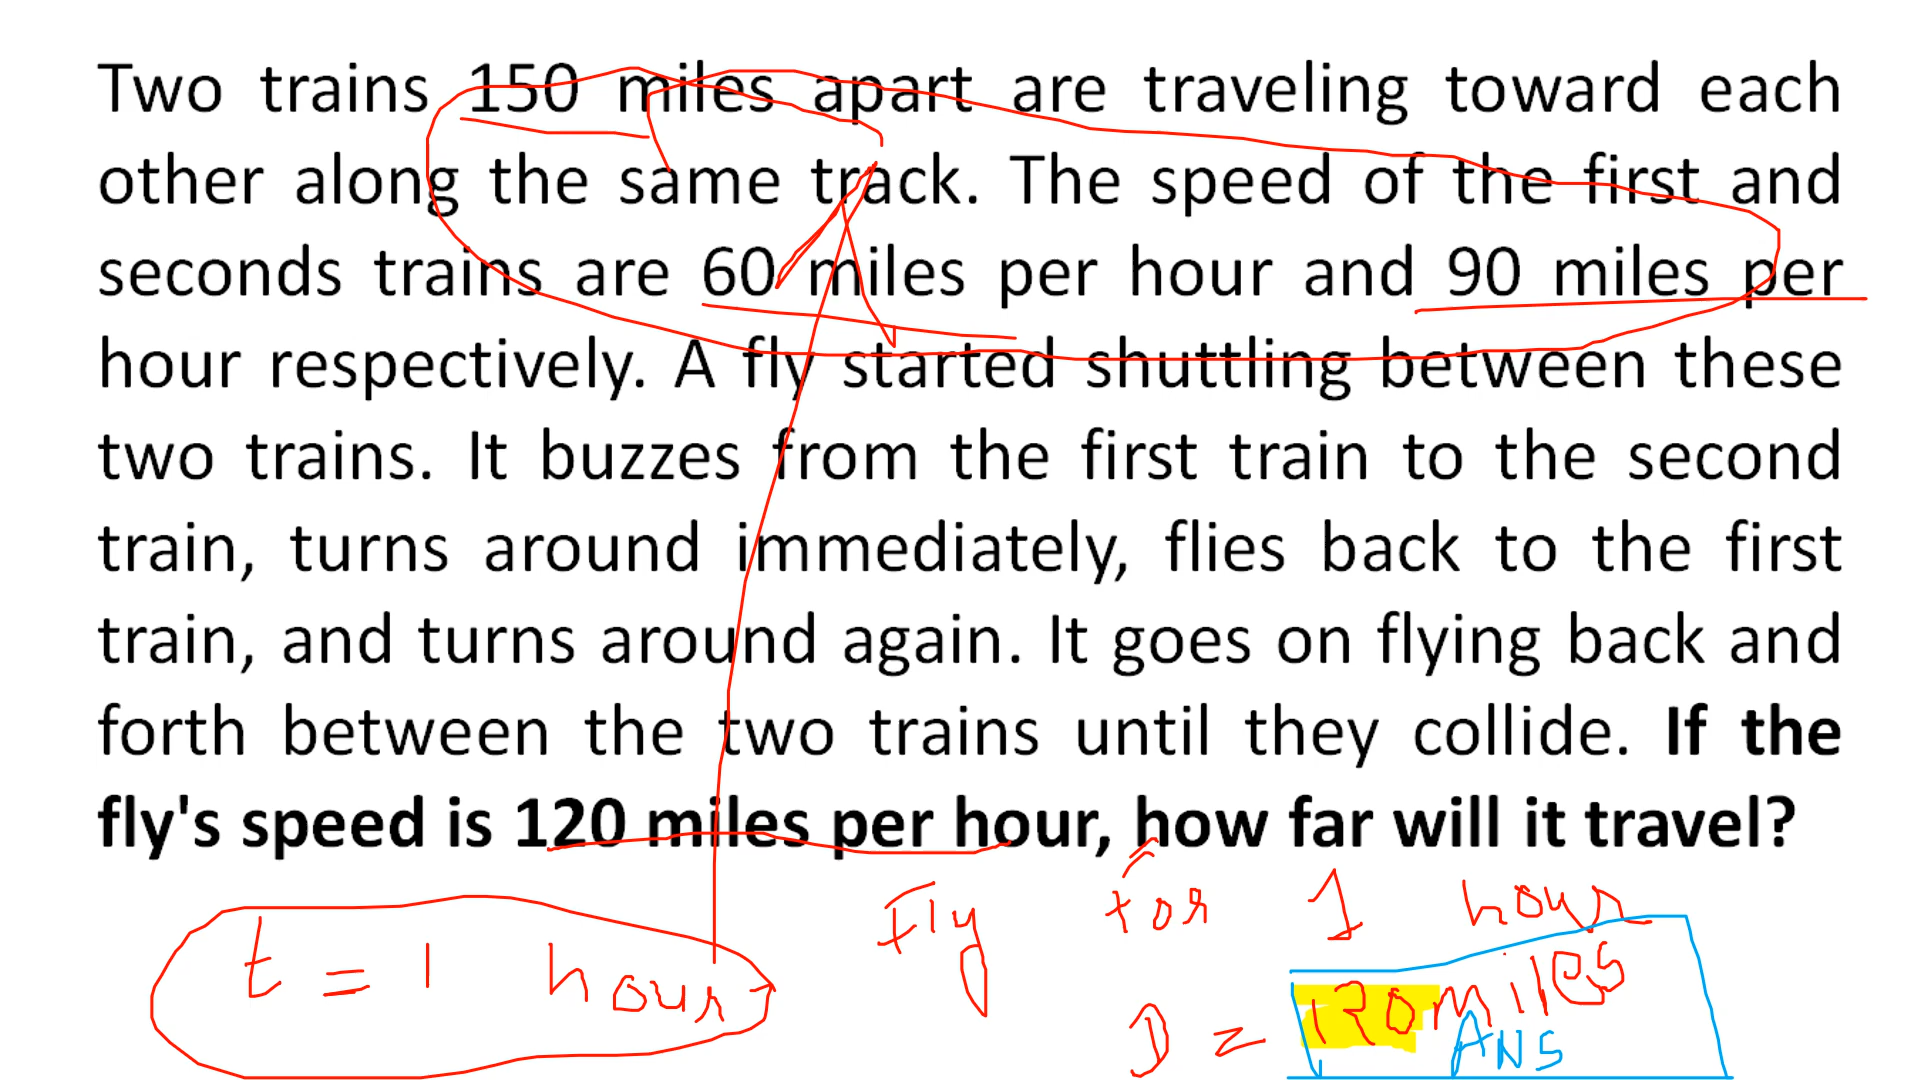 Two trains 150 miles apart are traveling toward each
other along the same track. The speed of the first and
seconds trains are 60 miles per hour and 90 miles per
hour respectively. A fly started shuttling between these
two trains. It buzzes from the first train to the second
train, turns around immediately, flies back to the first
train, and turns around again. It goes on flying back and
forth between the two trains until they collide. If the
fly's speed is 120 miles per hour, how far will it travel?
Fly for 1 hour
t = 1 hour
D = 120 miles
ANS